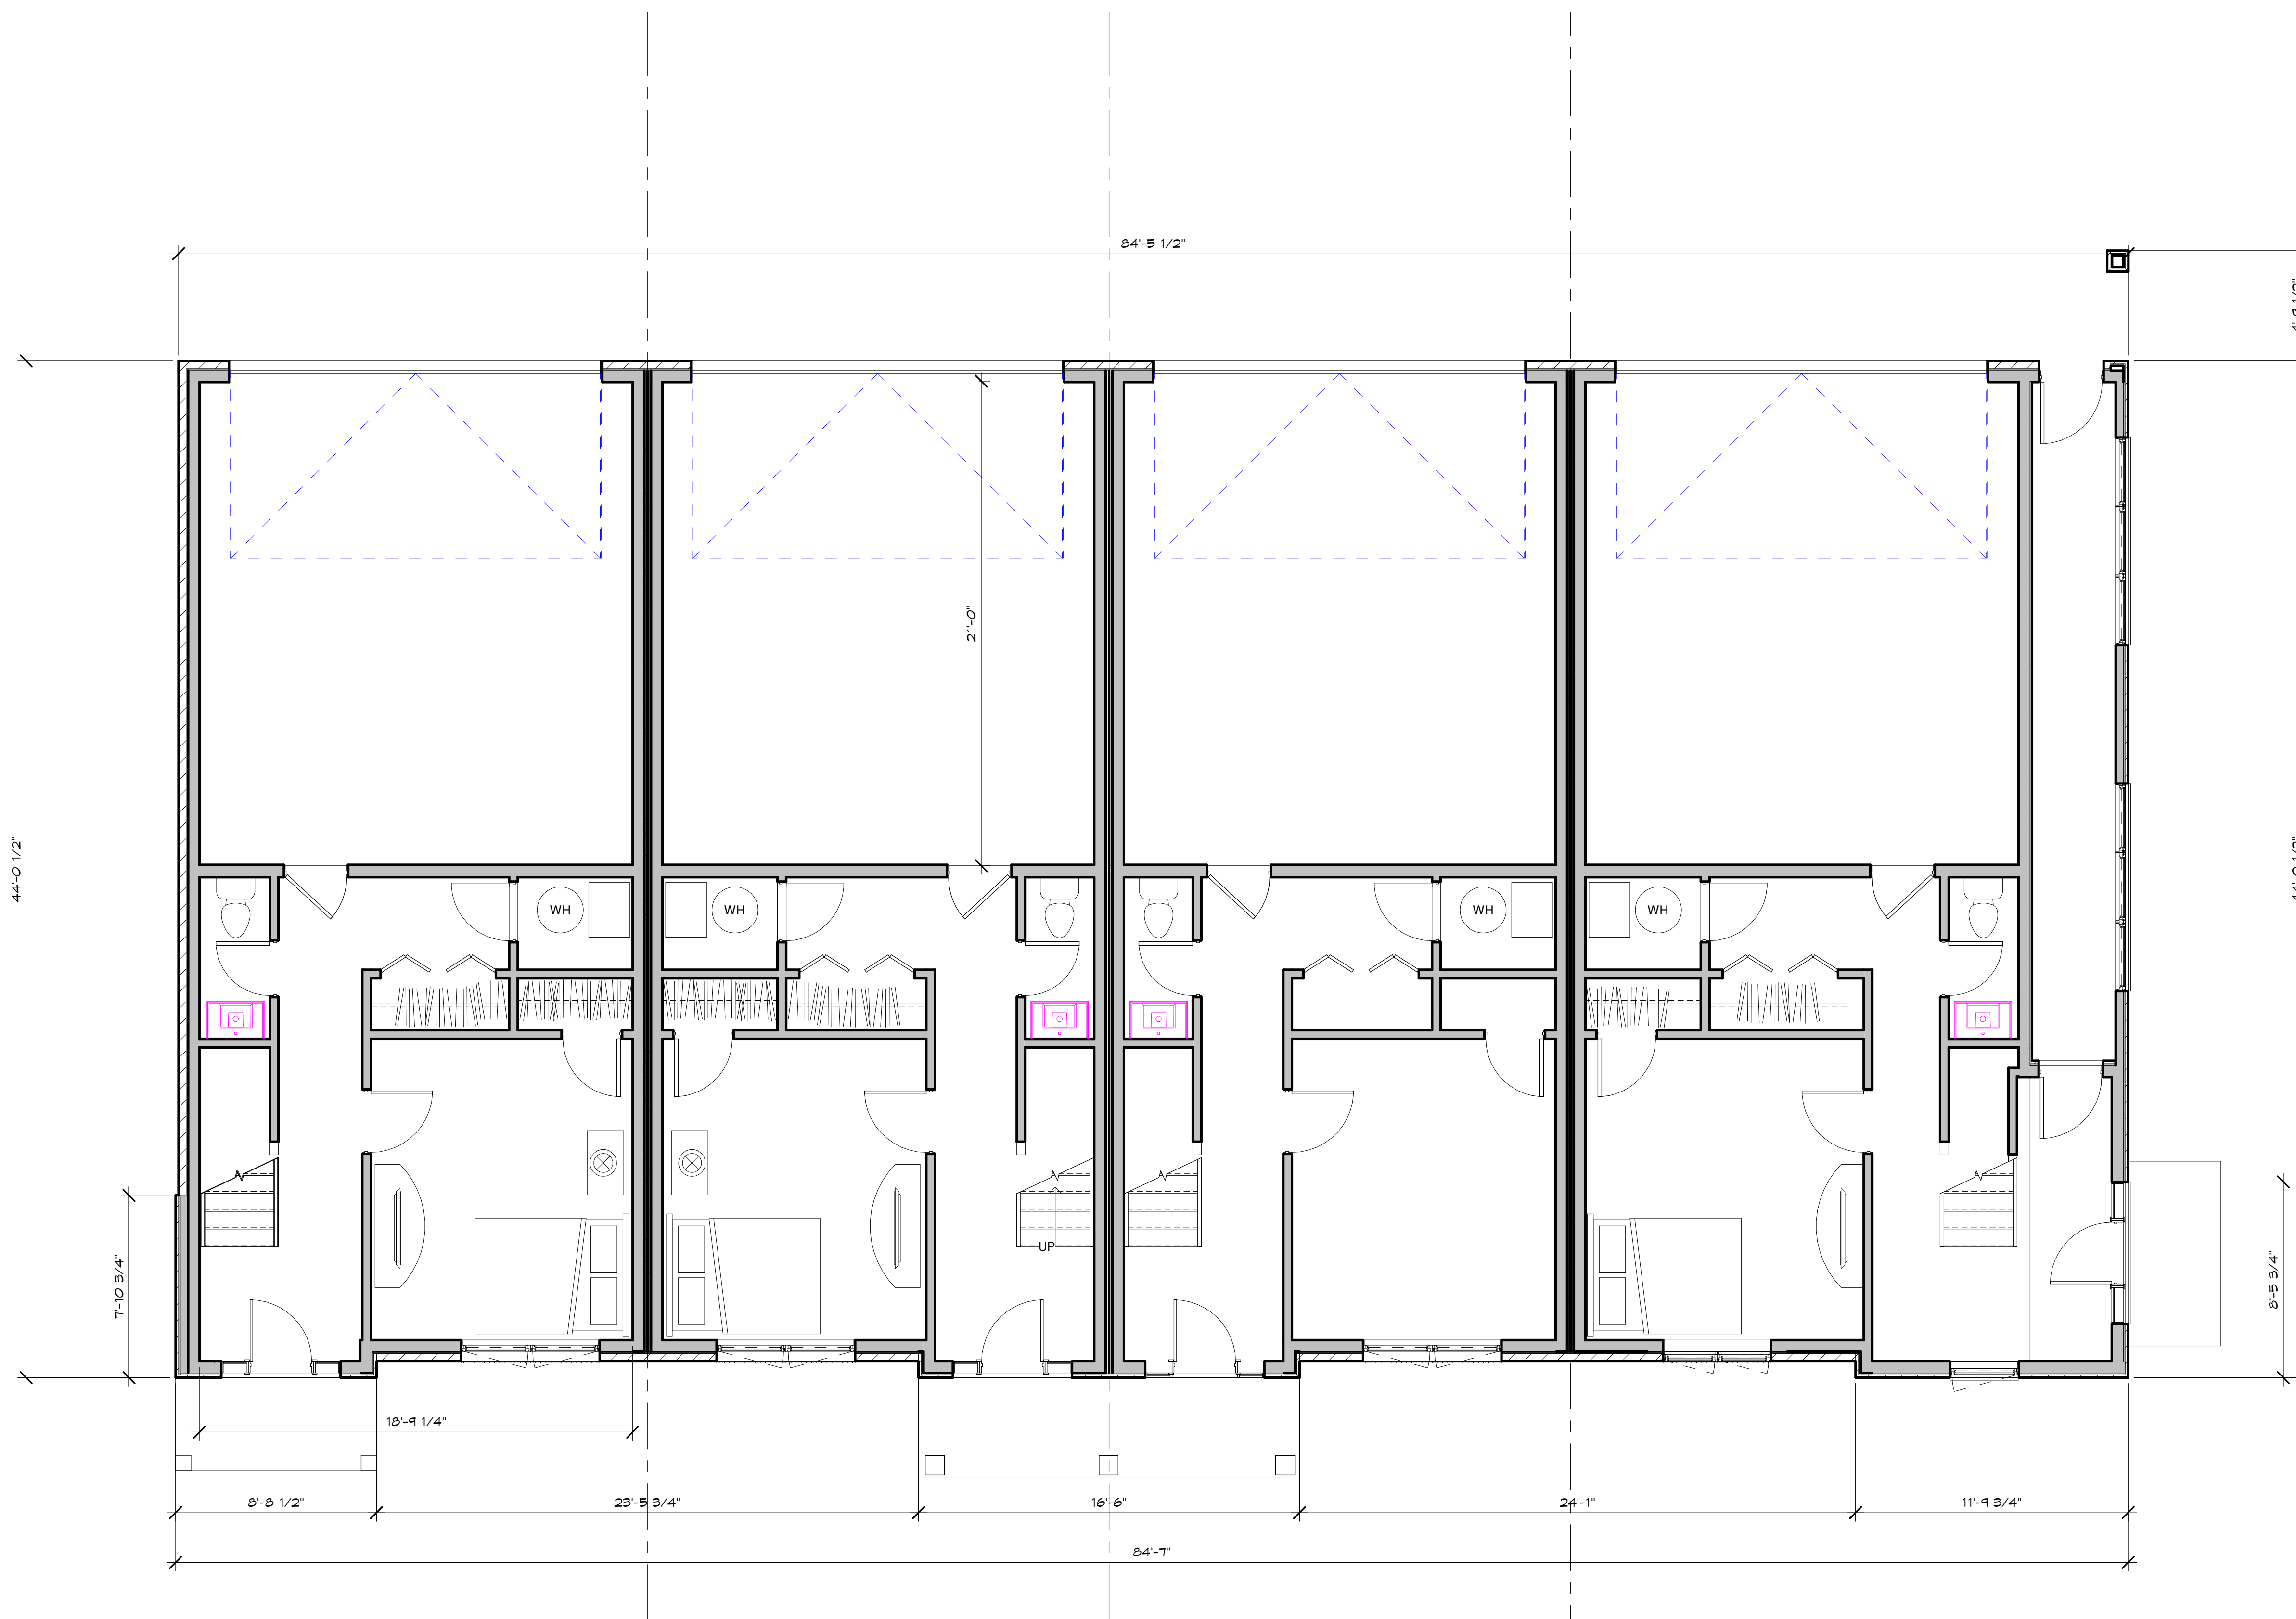 84'-5 1/2"
21'-0"
44'-0 1/2"
WH
WH
WH
WH
UP
7'-10 3/4"
8'-5 3/4"
18'-9 1/4"
8'-8 1/2"
23'-5 3/4"
16'-6"
24'-1"
11'-9 3/4"
84'-7"